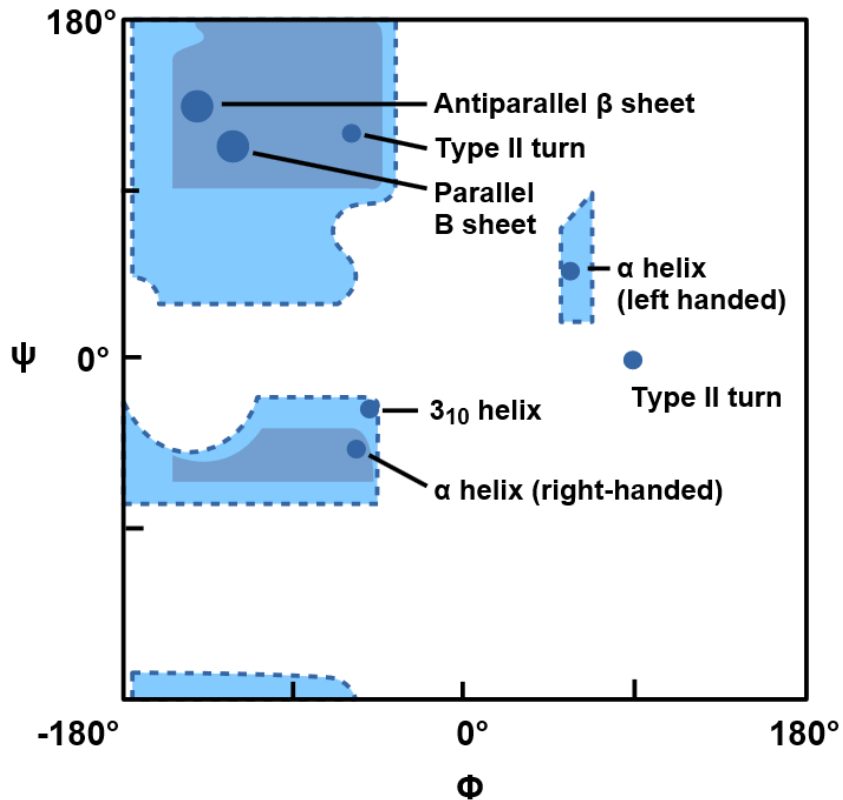 180°
Antiparallel β sheet
Type II turn
Parallel
B sheet
α helix
(left handed)
ψ
0°
Type II turn
3₁₀ helix
α helix (right-handed)
-180°
0°
180°
Φ